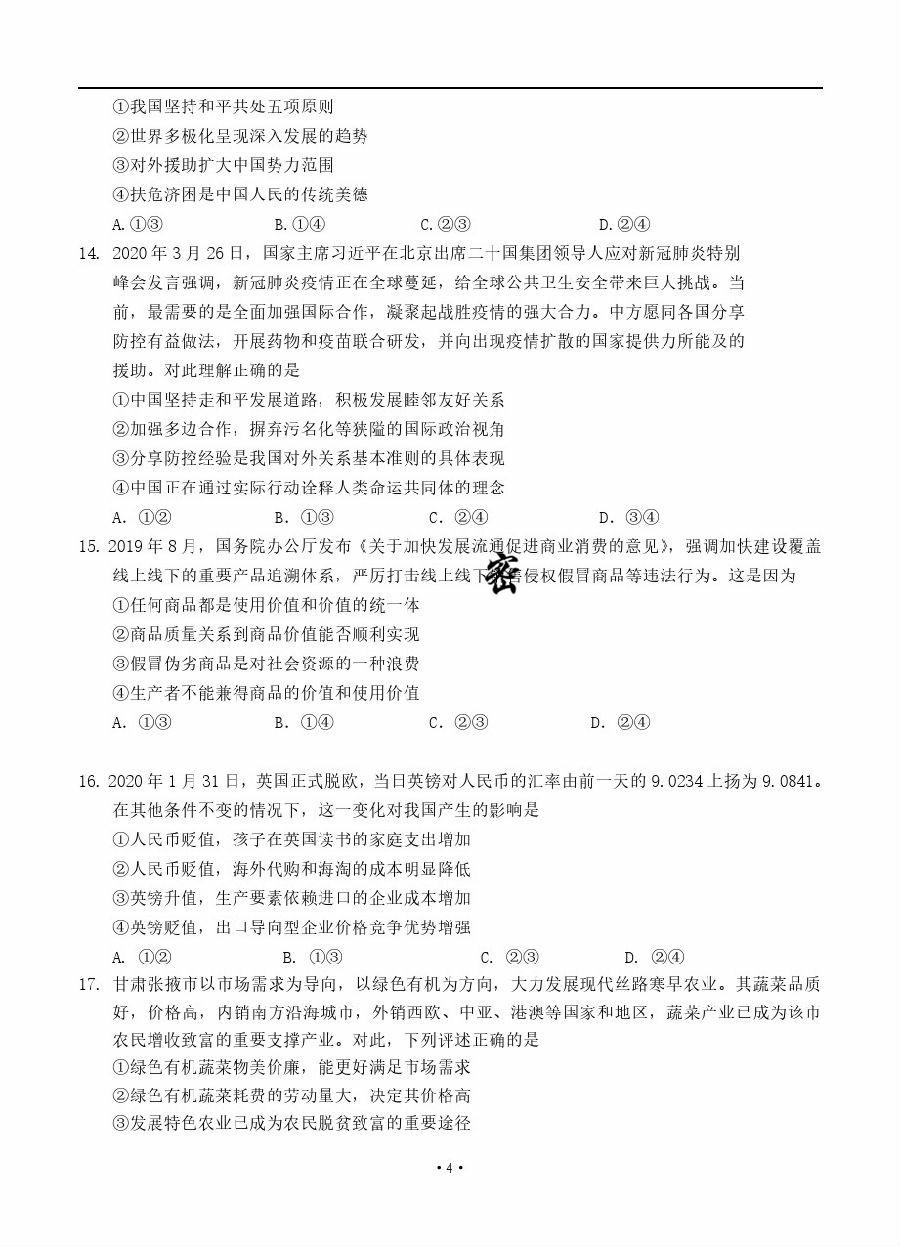 ①我国坚持和平共处五项原则
②世界多极化呈现深入发展的趋势
③对外援助扩大中国势力范围
④扶危济困是中国人民的传统美德
A.①③ B.①④ C.②③ D.②④
14. 2020年3月26日，国家主席习近平在北京出席二十国集团领导人应对新冠肺炎特别
峰会发言强调，新冠肺炎疫情正在全球蔓延，给全球公共卫生安全带来巨大挑战。当
前，最需要的是全面加强国际合作，凝聚起战胜疫情的强大合力。中方愿同各国分享
防控有益做法，开展药物和疫苗联合研发，并向出现疫情扩散的国家提供力所能及的
援助。对此理解正确的是
①中国坚持走和平发展道路，积极发展睦邻友好关系
②加强多边合作，摒弃污名化等狭隘的国际政治视角
③分享防控经验是我国对外关系基本准则的具体表现
④中国正在通过实际行动诠释人类命运共同体的理念
A. ①② B. ①③ C. ②④ D. ③④
15. 2019年8月，国务院办公厅发布《关于加快发展流通促进商业消费的意见》，强调加快建设覆盖
线上线下的重要产品追溯体系，严厉打击线上线下 密 侵权假冒商品等违法行为。这是因为
①任何商品都是使用价值和价值的统一体
②商品质量关系到商品价值能否顺利实现
③假冒伪劣商品是对社会资源的一种浪费
④生产者不能兼得商品的价值和使用价值
A. ①③ B. ①④ C. ②③ D. ②④
16. 2020年1月31日，英国正式脱欧，当日英镑对人民币的汇率由前一天的9.0234上扬为9.0841。
在其他条件不变的情况下，这一变化对我国产生的影响是
①人民币贬值，孩子在英国读书的家庭支出增加
②人民币贬值，海外代购和海淘的成本明显降低
③英镑升值，生产要素依赖进口的企业成本增加
④英镑贬值，出口导向型企业价格竞争优势增强
A. ①② B. ①③ C. ②③ D. ②④
17. 甘肃张掖市以市场需求为导向，以绿色有机为方向，大力发展现代丝路寒旱农业。其蔬菜品质
好，价格高，内销南方沿海城市，外销西欧、中亚、港澳等国家和地区，蔬菜产业已成为该市
农民增收致富的重要支撑产业。对此，下列评述正确的是
①绿色有机蔬菜物美价廉，能更好满足市场需求
②绿色有机蔬菜耗费的劳动量大，决定其价格高
③发展特色农业已成为农民脱贫致富的重要途径
·4·